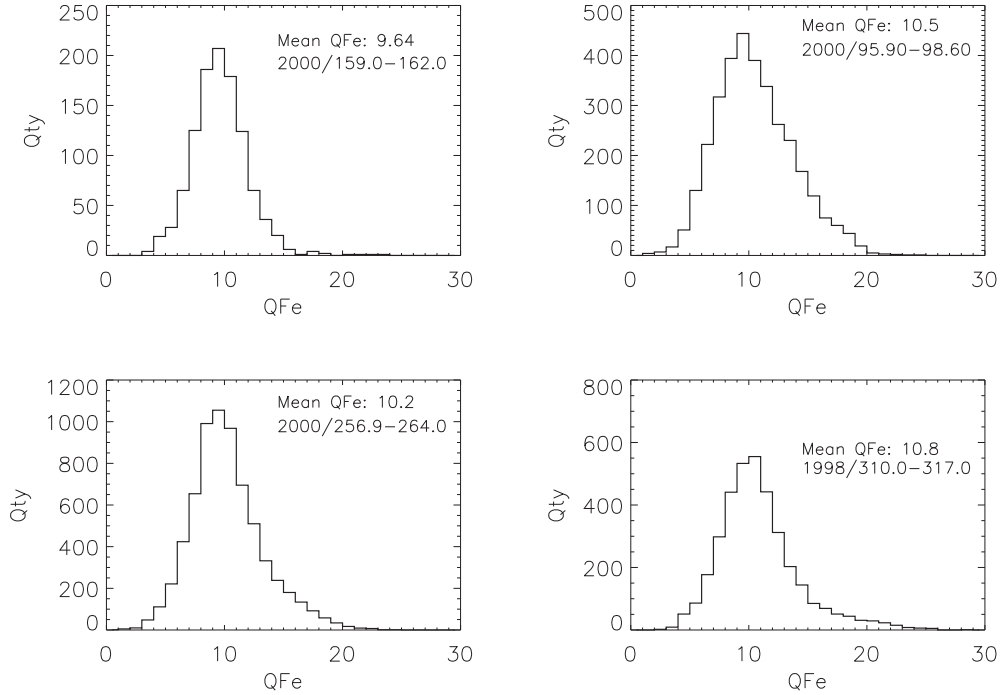 250
200
150
100
50
0
Qty
Mean QFe: 9.64
2000/159.0−162.0
0 10 20 30
QFe
500
400
300
200
100
0
Qty
Mean QFe: 10.5
2000/95.90−98.60
0 10 20 30
QFe
1200
1000
800
600
400
200
0
Qty
Mean QFe: 10.2
2000/256.9−264.0
0 10 20 30
QFe
800
600
400
200
0
Qty
Mean QFe: 10.8
1998/310.0−317.0
0 10 20 30
QFe